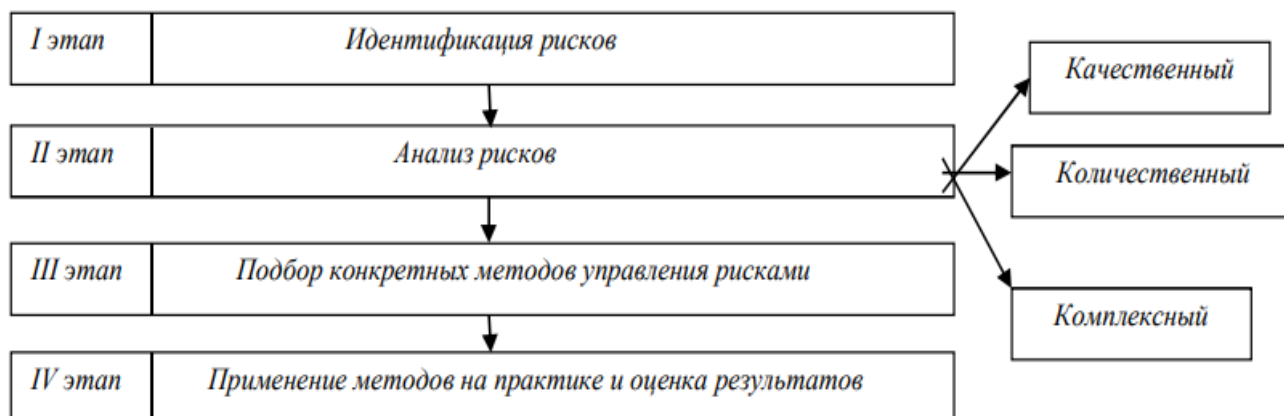 I этап Идентификация рисков
Качественный
II этап Анализ рисков
Количественный
III этап Подбор конкретных методов управления рисками
Комплексный
IV этап Применение методов на практике и оценка результатов